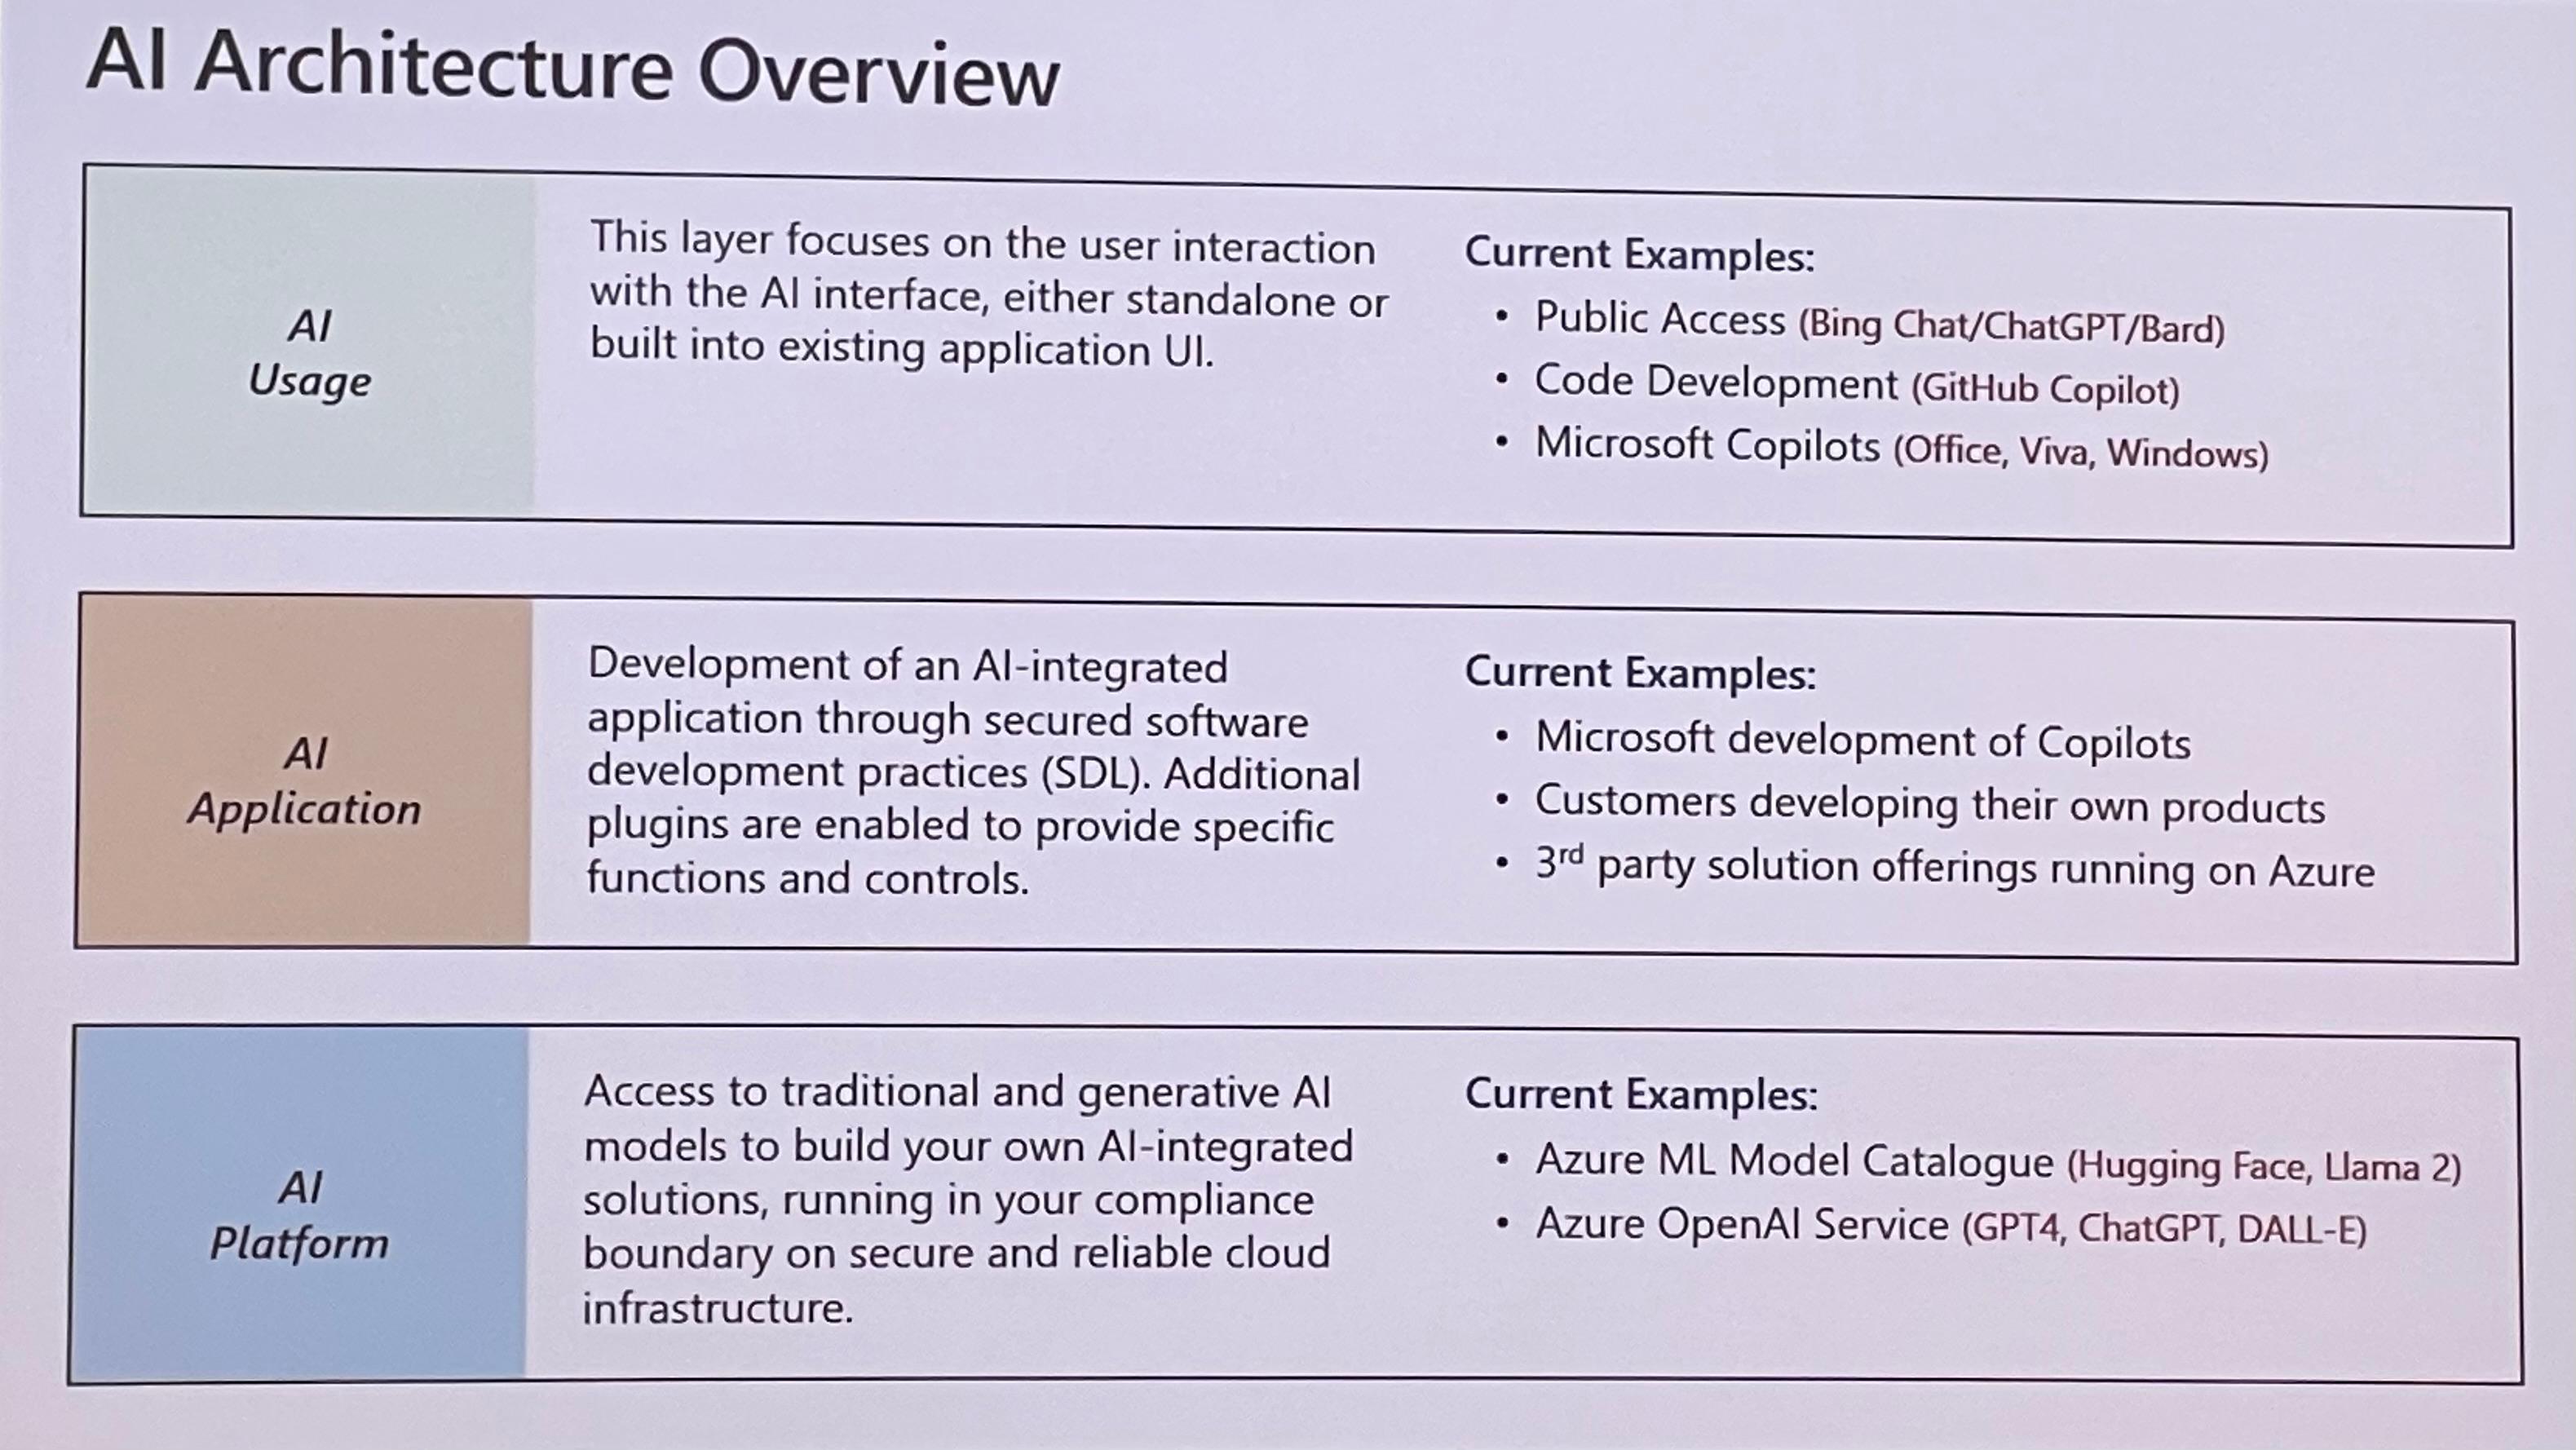 AI Architecture Overview
AI
Usage
This layer focuses on the user interaction
with the AI interface, either standalone or
built into existing application UI.
Current Examples:
• Public Access (Bing Chat/ChatGPT/Bard)
• Code Development (GitHub Copilot)
• Microsoft Copilots (Office, Viva, Windows)
AI
Application
Development of an AI-integrated
application through secured software
development practices (SDL). Additional
plugins are enabled to provide specific
functions and controls.
Current Examples:
• Microsoft development of Copilots
• Customers developing their own products
• 3rd party solution offerings running on Azure
AI
Platform
Access to traditional and generative AI
models to build your own AI-integrated
solutions, running in your compliance
boundary on secure and reliable cloud
infrastructure.
Current Examples:
• Azure ML Model Catalogue (Hugging Face, Llama 2)
• Azure OpenAI Service (GPT4, ChatGPT, DALL-E)